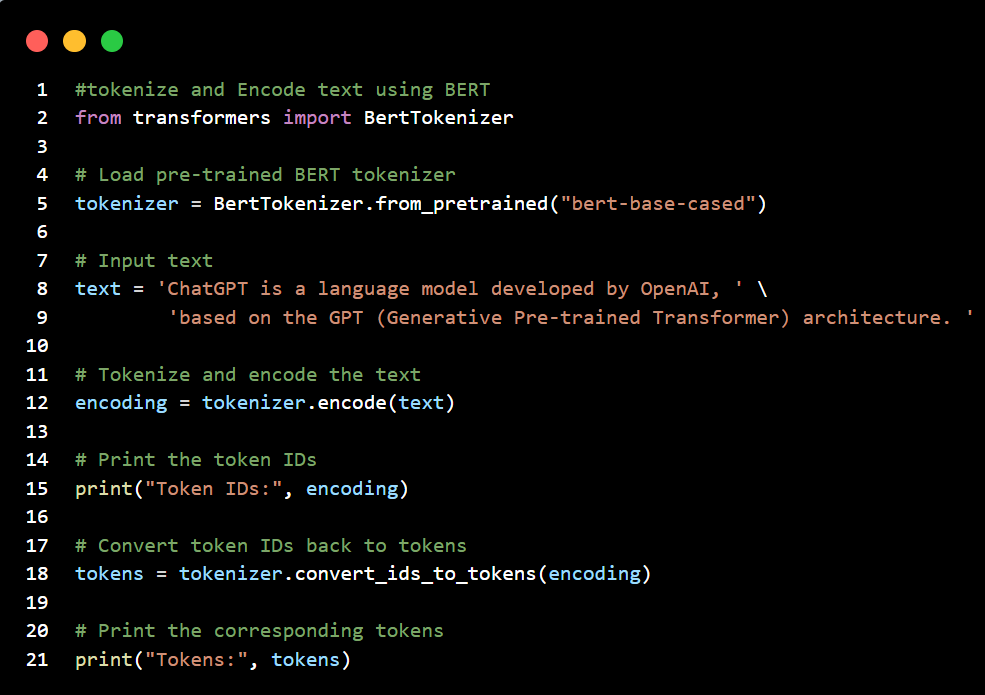 1 #tokenize and Encode text using BERT
2 from transformers import BertTokenizer
3
4 # Load pre-trained BERT tokenizer
5 tokenizer = BertTokenizer.from_pretrained("bert-base-cased")
6
7 # Input text
8 text = 'ChatGPT is a language model developed by OpenAI, ' \
9         'based on the GPT (Generative Pre-trained Transformer) architecture. '
10
11 # Tokenize and encode the text
12 encoding = tokenizer.encode(text)
13
14 # Print the token IDs
15 print("Token IDs:", encoding)
16
17 # Convert token IDs back to tokens
18 tokens = tokenizer.convert_ids_to_tokens(encoding)
19
20 # Print the corresponding tokens
21 print("Tokens:", tokens)